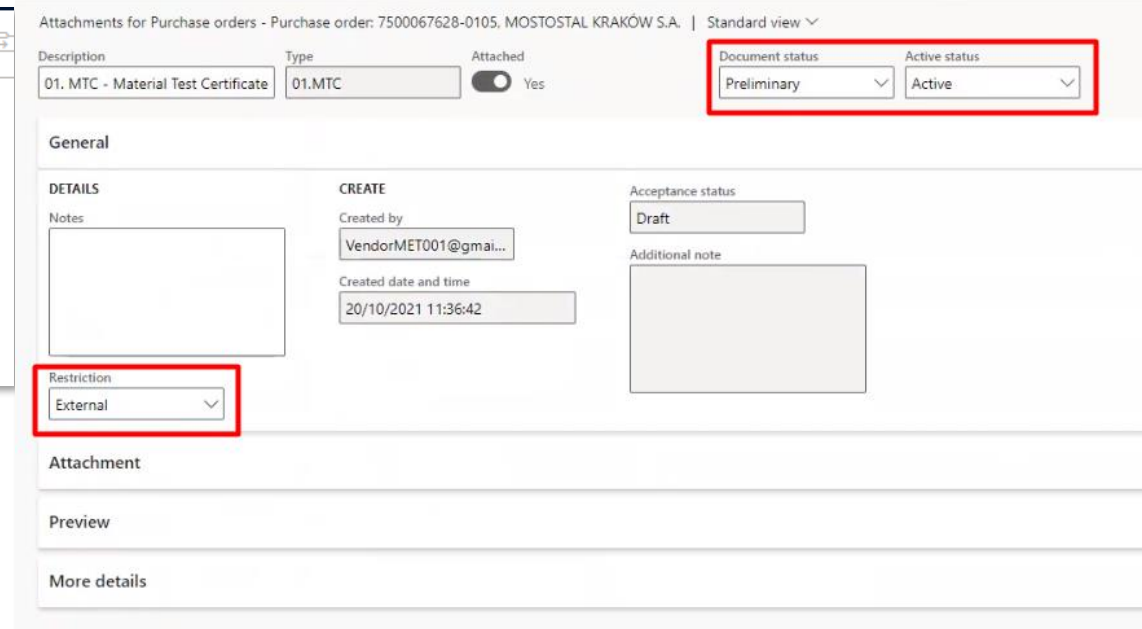 Attachments for Purchase orders - Purchase order: 7500067628-0105, MOSTOSTAL KRAKÓW S.A. | Standard view
Description Type Attached Document status Active status
01. MTC - Material Test Certificate 01.MTC Yes Preliminary Active
General
DETAILS CREATE Acceptance status
Notes Created by Draft
VendorMET001@gmai... Additional note
Created date and time
20/10/2021 11:36:42
Restriction
External
Attachment
Preview
More details